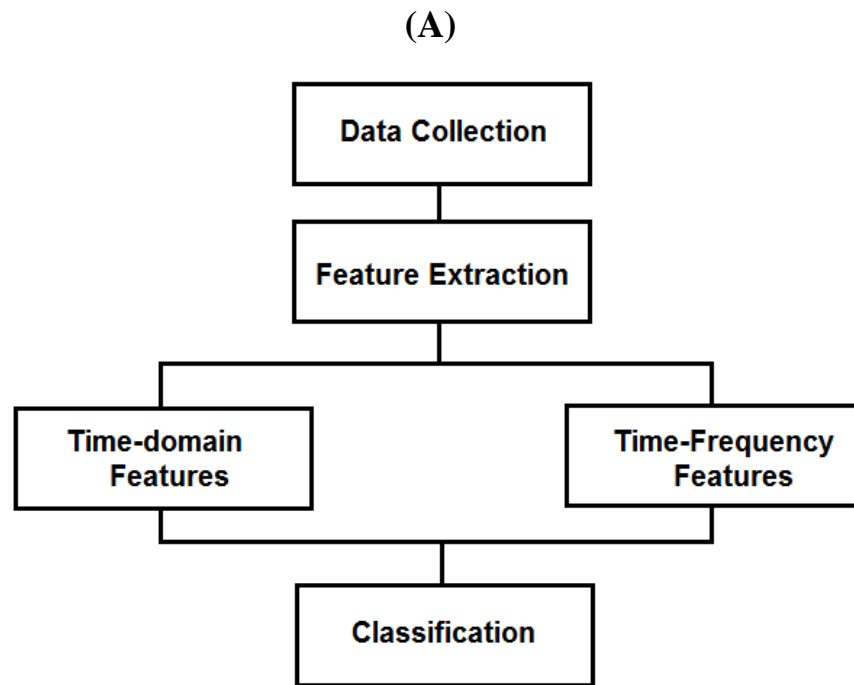 (A)
Data Collection
Feature Extraction
Time-domain
Features
Time-Frequency
Features
Classification